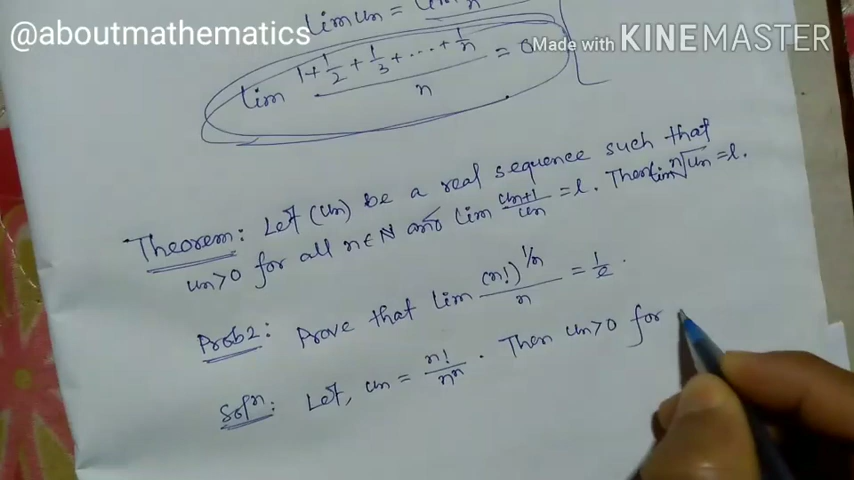 lim un = lim
@aboutmathematics
Made with KINEMASTER
lim (1 + 1/2 + 1/3 + ... + 1/n)/n = 0
Theorem: Let (un) be a real sequence such that
un>0 for all n∈N and lim un+1/un = l. Then lim ⁿ√un = l.
Prob2: Prove that lim (n!)^1/n / n = 1/e.
Solⁿ: Let, un = n!/nⁿ. Then un>0 for